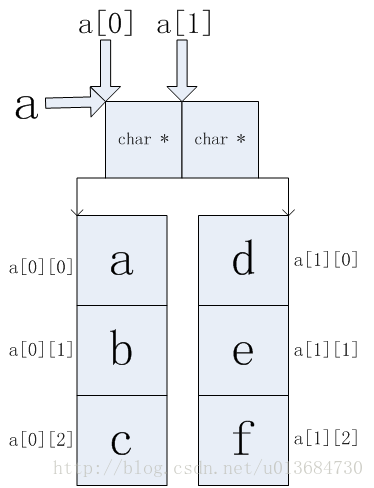 a[0] a[1]
a
char * char *
a[0][0] a d a[1][0]
a[0][1] b e a[1][1]
a[0][2] c f a[1][2]
http://blog.csdn.net/u013684730